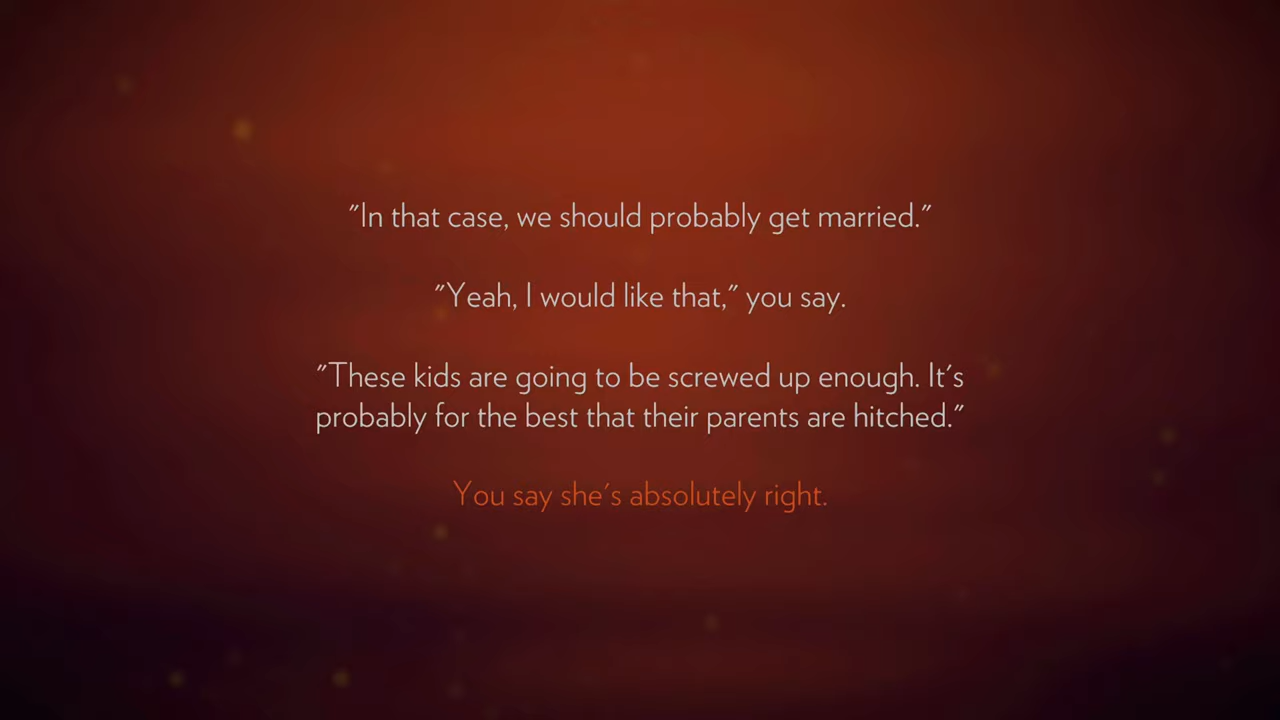 "In that case, we should probably get married."
"Yeah, I would like that," you say.
"These kids are going to be screwed up enough. It's
probably for the best that their parents are hitched."
You say she's absolutely right.